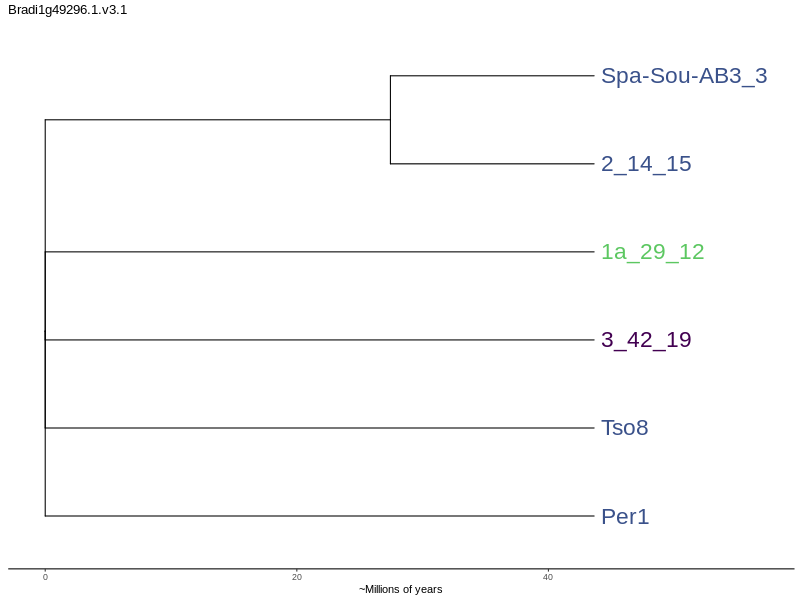 Bradi1g49296.1.v3.1
Spa-Sou-AB3_3
2_14_15
1a_29_12
3_42_19
Tso8
Per1
0 20 40
~Millions of years